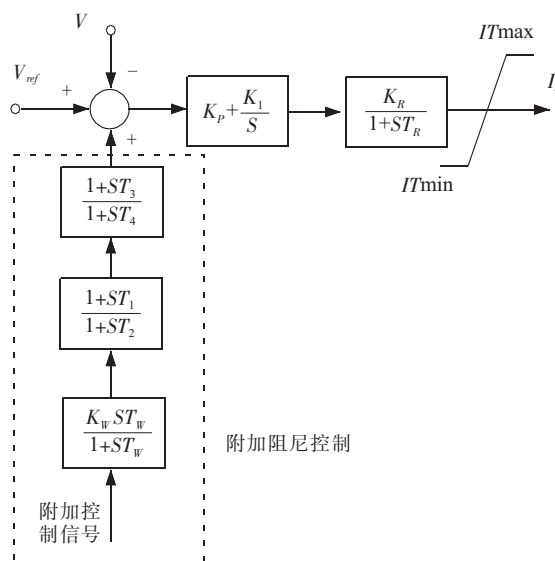 V
ITmax
V_ref
+
−
K_P + K_1/S
K_R/1+ST_R
+
ITmin
1+ST_3/1+ST_4
1+ST_1/1+ST_2
K_W ST_W/1+ST_W
附加阻尼控制
附加控
制信号